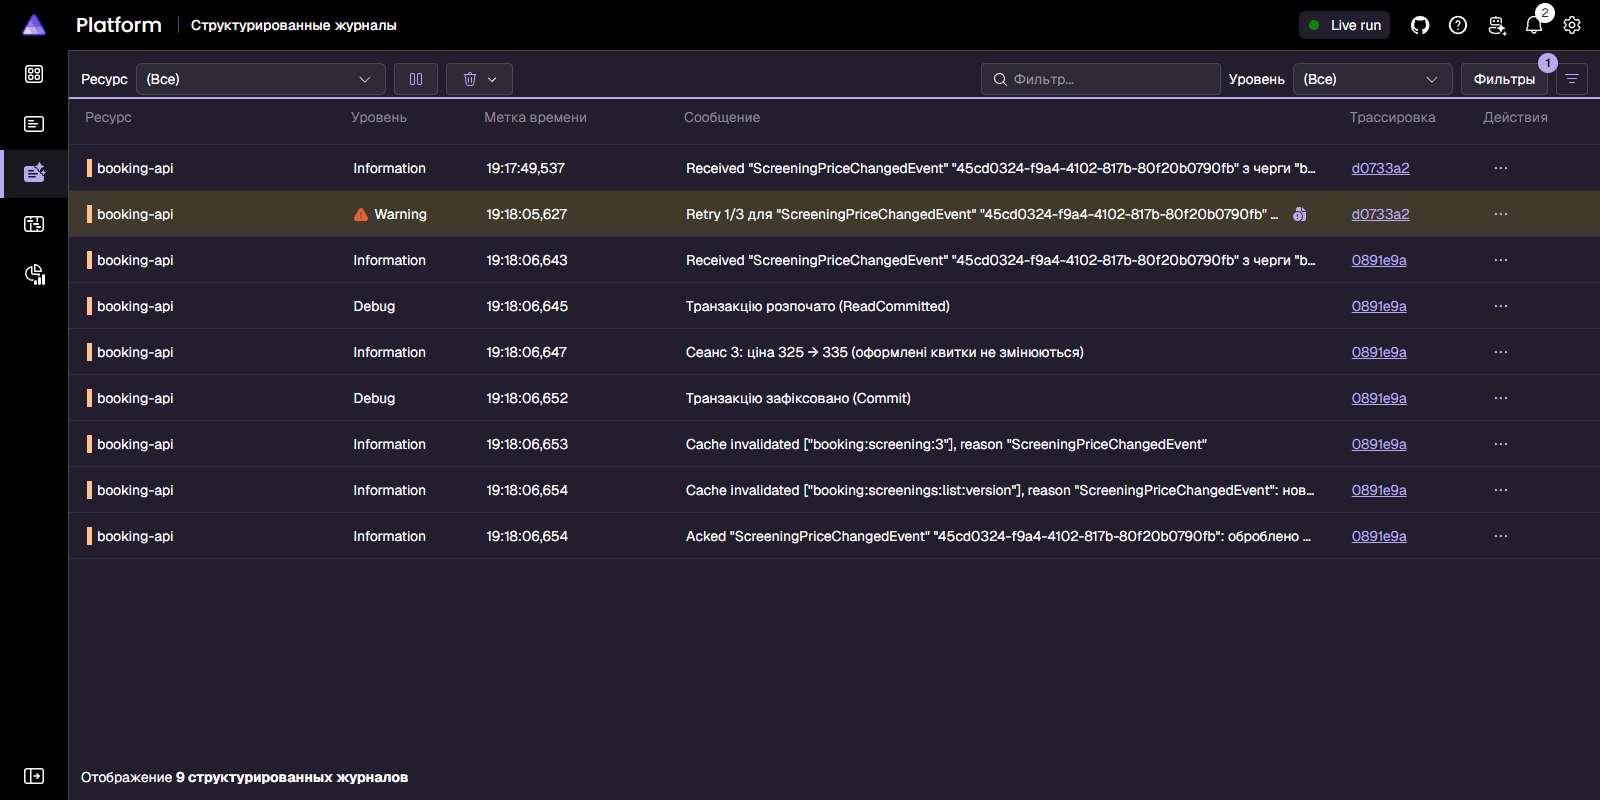 Platform Структурированные журналы Live run 2
Ресурс (Все) Фильтр... Уровень (Все) Фильтры 1
Ресурс Уровень Метка времени Сообщение Трассировка Действия
booking-api Information 19:17:49,537 Received "ScreeningPriceChangedEvent" "45cd0324-f9a4-4102-817b-80f20b0790fb" з черги "b... d0733a2 ...
booking-api Warning 19:18:05,627 Retry 1/3 для "ScreeningPriceChangedEvent" "45cd0324-f9a4-4102-817b-80f20b0790fb" ... d0733a2 ...
booking-api Information 19:18:06,643 Received "ScreeningPriceChangedEvent" "45cd0324-f9a4-4102-817b-80f20b0790fb" з черги "b... 0891e9a ...
booking-api Debug 19:18:06,645 Транзакцію розпочато (ReadCommitted) 0891e9a ...
booking-api Information 19:18:06,647 Сеанс 3: ціна 325 → 335 (оформлені квитки не змінюються) 0891e9a ...
booking-api Debug 19:18:06,652 Транзакцію зафіксовано (Commit) 0891e9a ...
booking-api Information 19:18:06,653 Cache invalidated ["booking:screening:3"], reason "ScreeningPriceChangedEvent" 0891e9a ...
booking-api Information 19:18:06,654 Cache invalidated ["booking:screenings:list:version"], reason "ScreeningPriceChangedEvent": нов... 0891e9a ...
booking-api Information 19:18:06,654 Acked "ScreeningPriceChangedEvent" "45cd0324-f9a4-4102-817b-80f20b0790fb": оброблено ... 0891e9a ...
Отображение 9 структурированных журналов